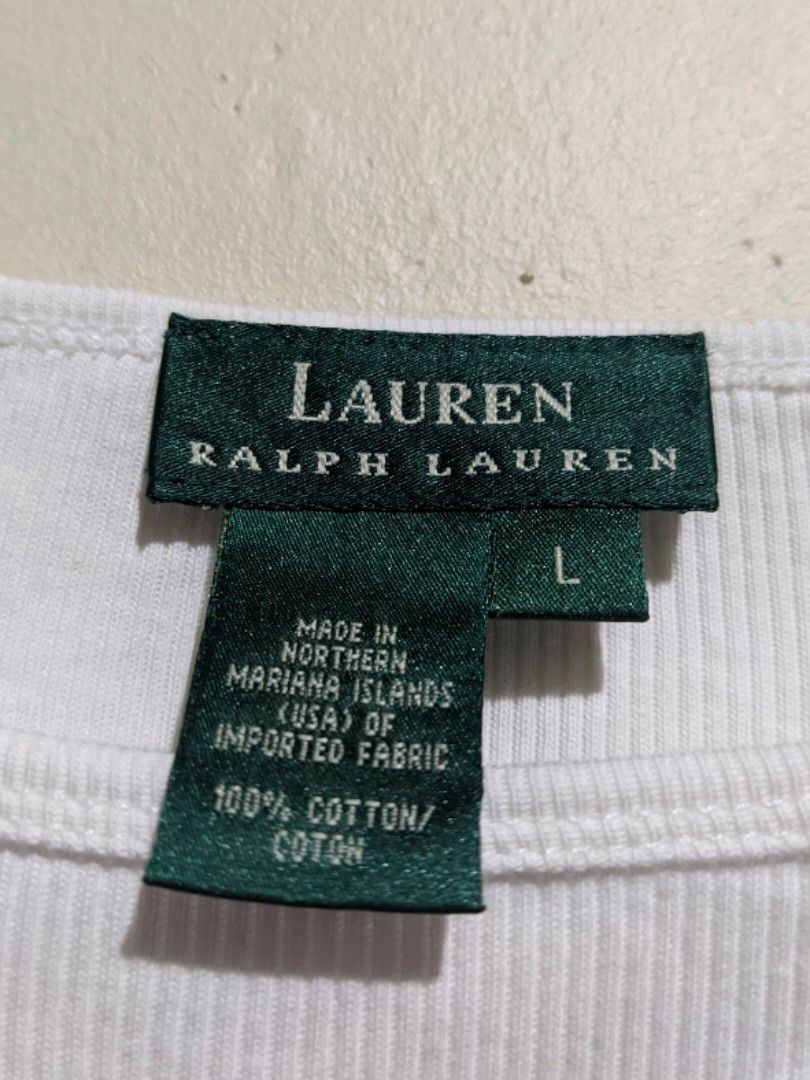 LAUREN
RALPH LAUREN
L
MADE IN
NORTHERN
MARIANA ISLANDS
(USA) OF
IMPORTED FABRIC
100% COTTON/
COTON